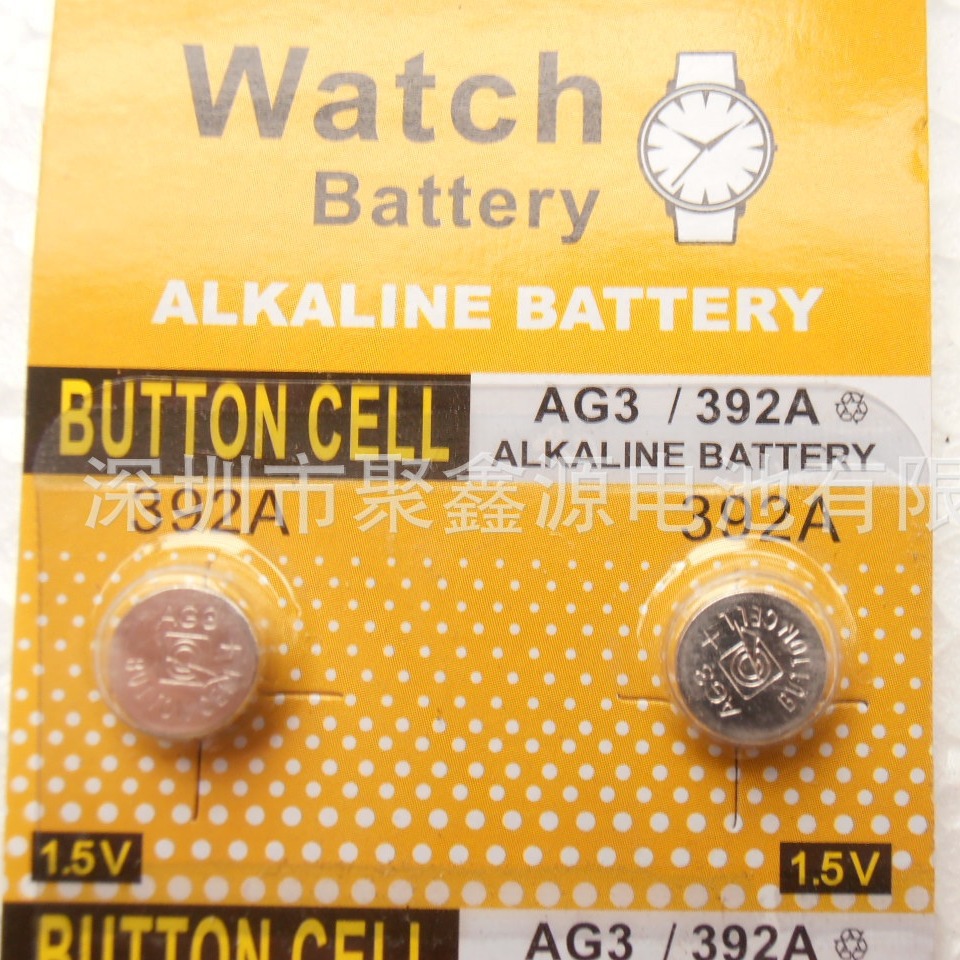 Watch
Battery
ALKALINE BATTERY
BUTTON CELL
AG3 / 392A
ALKALINE BATTERY
深圳市聚鑫源电池有限
392A
392A
AG3
+
AG3
+
BUTTON CELL
1.5V
1.5V
BUTTON CELL
AG3 / 392A